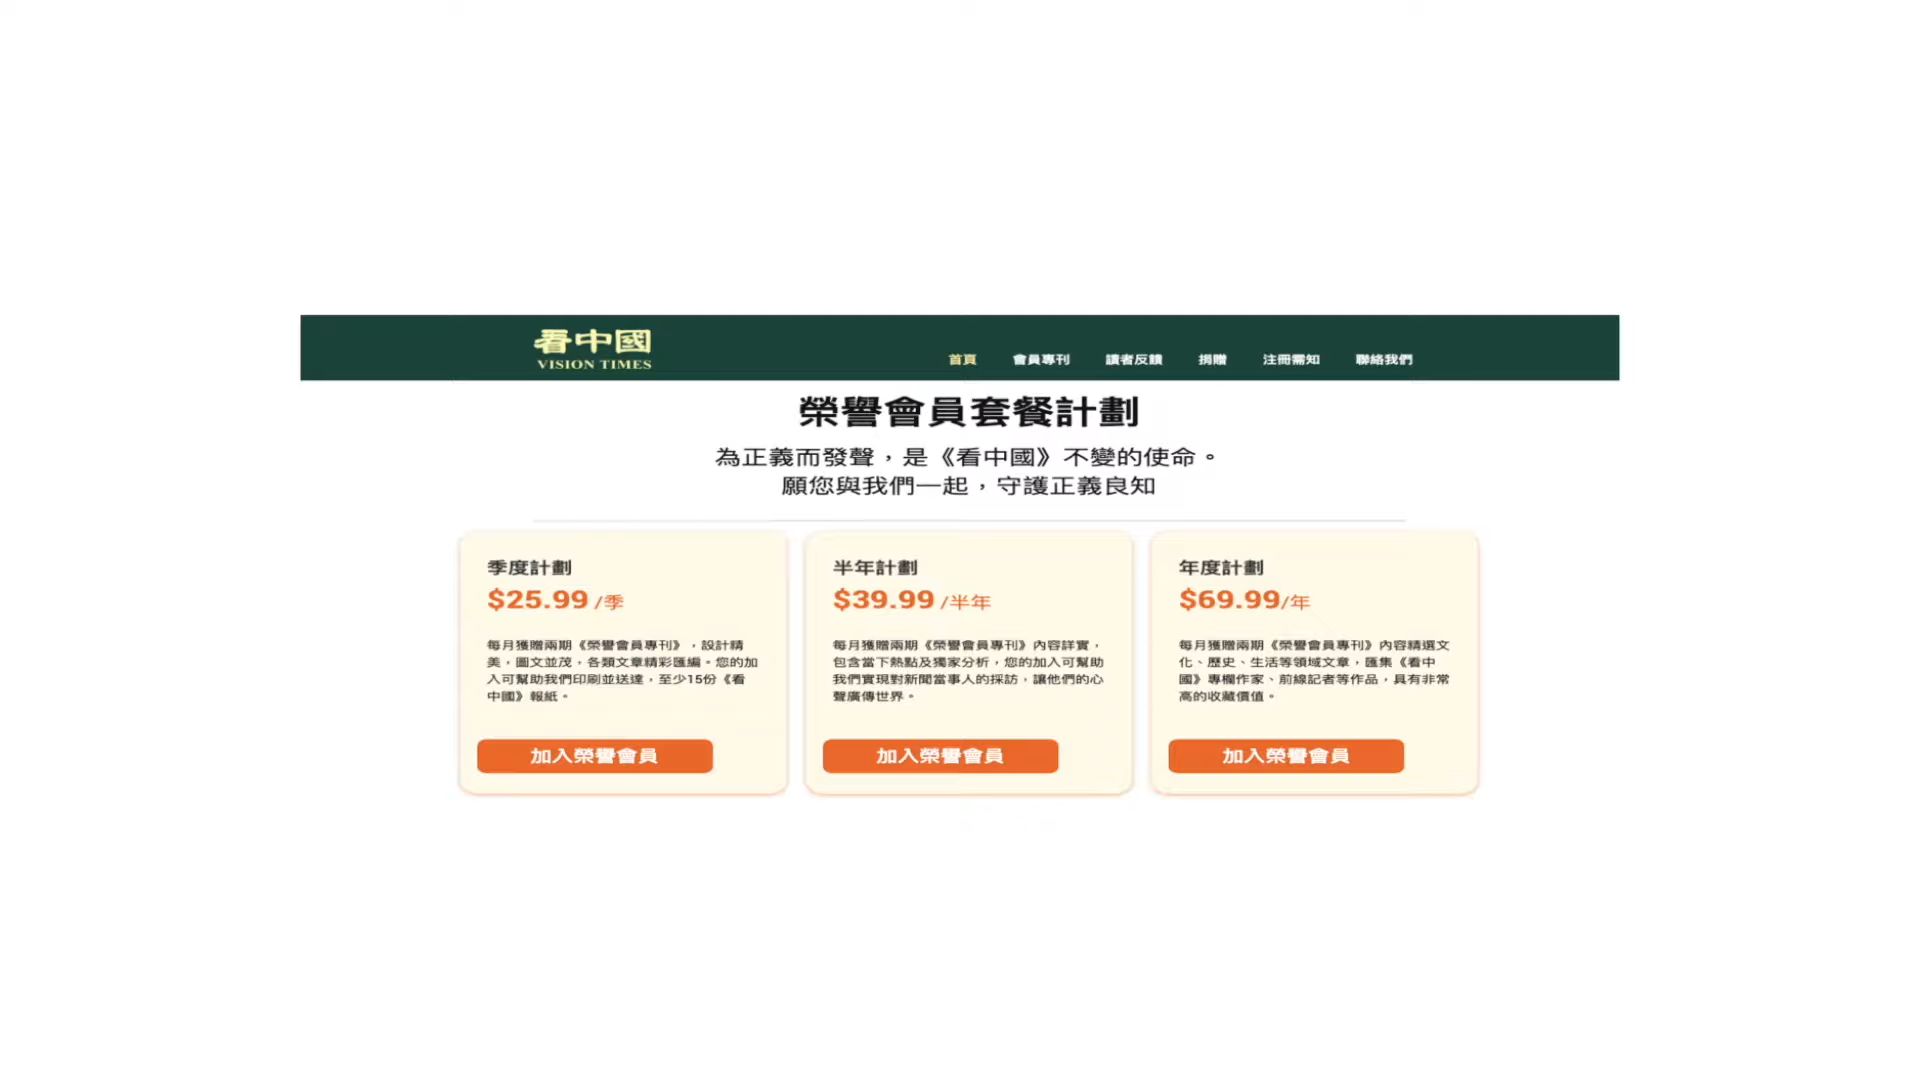 看中國
VISION TIMES
首頁 會員專刊 讀者反饋 捐贈 注冊需知 聯絡我們
榮譽會員套餐計劃
為正義而發聲，是《看中國》不變的使命。
願您與我們一起，守護正義良知
季度計劃
$25.99 /季
每月獲贈兩期《榮譽會員專刊》，設計精
美，圖文並茂，各類文章精彩匯編。您的加
入可幫助我們印刷並送達，至少15份《看
中國》報紙。
加入榮譽會員
半年計劃
$39.99 /半年
每月獲贈兩期《榮譽會員專刊》內容詳實，
包含當下熱點及獨家分析，您的加入可幫助
我們實現對新聞當事人的採訪，讓他們的心
聲廣傳世界。
加入榮譽會員
年度計劃
$69.99/年
每月獲贈兩期《榮譽會員專刊》內容精選文
化、歷史、生活等領域文章，匯集《看中
國》專欄作家、前線記者等作品，具有非常
高的收藏價值。
加入榮譽會員